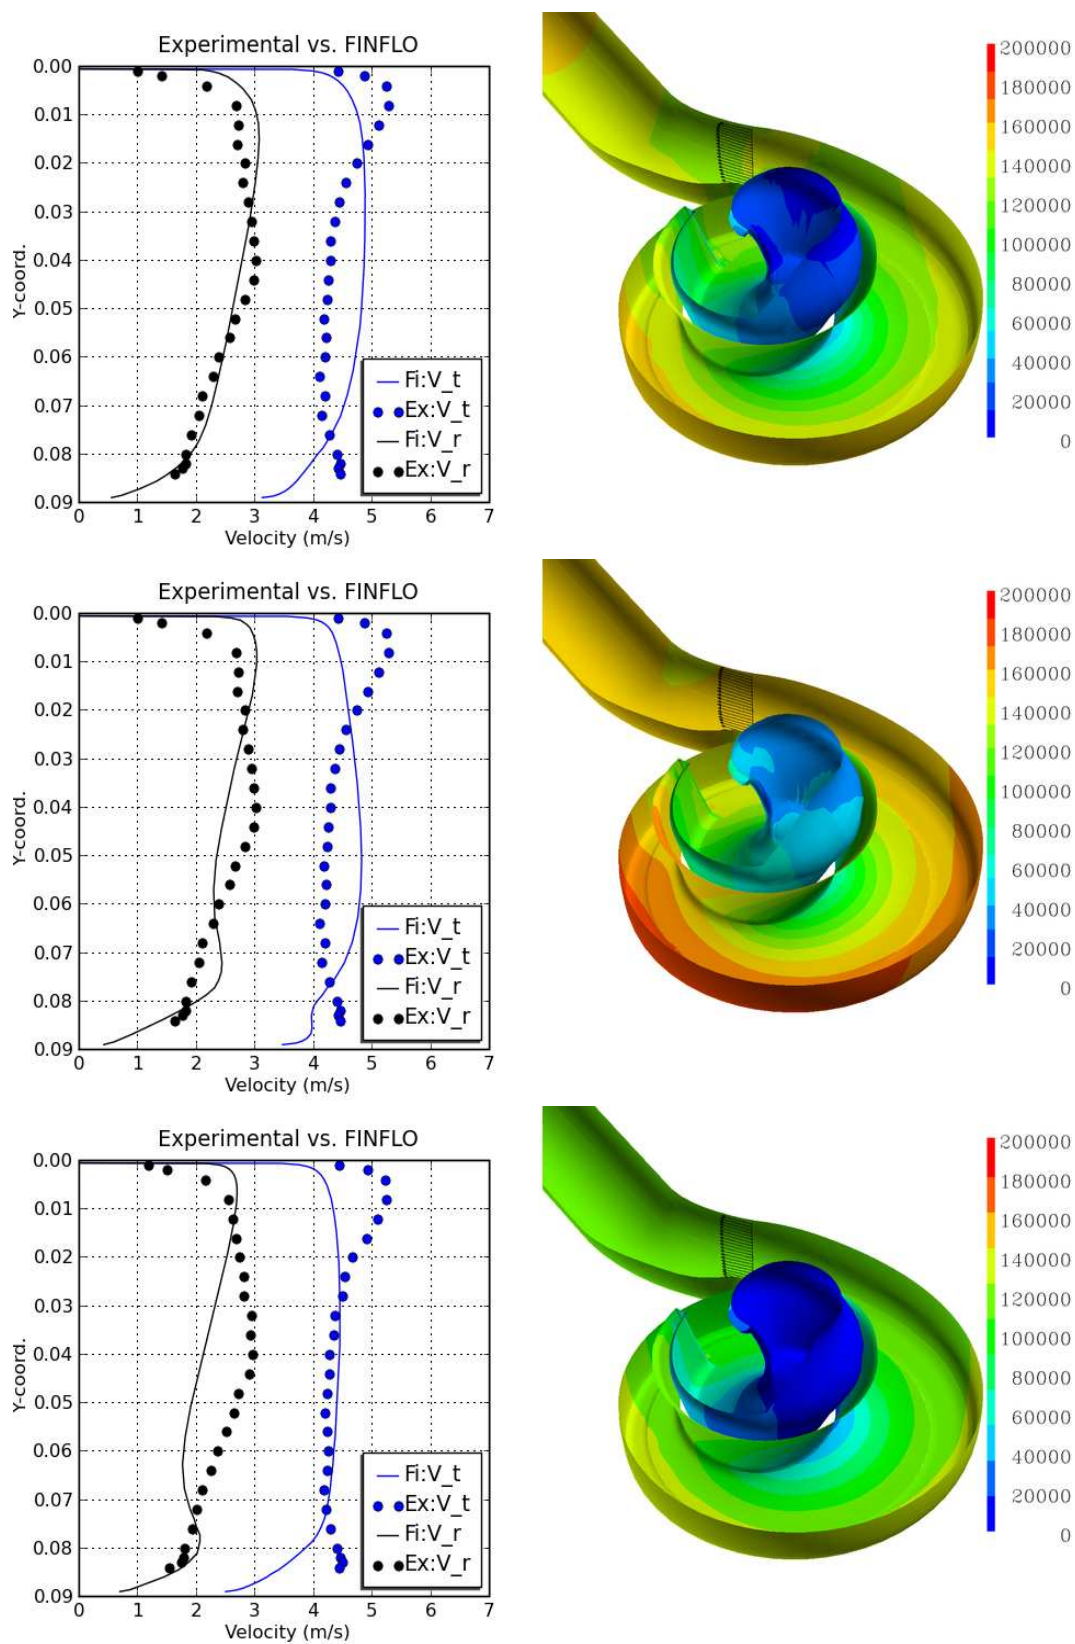 Experimental vs. FINFLO
0.00
0.01
0.02
0.03
0.04
0.05
0.06
0.07
0.08
0.09
Y-coord.
Fi:V_t
Ex:V_t
Fi:V_r
Ex:V_r
0 1 2 3 4 5 6 7
Velocity (m/s)
200000
180000
160000
140000
120000
100000
80000
60000
40000
20000
0
Experimental vs. FINFLO
0.00
0.01
0.02
0.03
0.04
0.05
0.06
0.07
0.08
0.09
Y-coord.
Fi:V_t
Ex:V_t
Fi:V_r
Ex:V_r
0 1 2 3 4 5 6 7
Velocity (m/s)
200000
180000
160000
140000
120000
100000
80000
60000
40000
20000
0
Experimental vs. FINFLO
0.00
0.01
0.02
0.03
0.04
0.05
0.06
0.07
0.08
0.09
Y-coord.
Fi:V_t
Ex:V_t
Fi:V_r
Ex:V_r
0 1 2 3 4 5 6 7
Velocity (m/s)
200000
180000
160000
140000
120000
100000
80000
60000
40000
20000
0